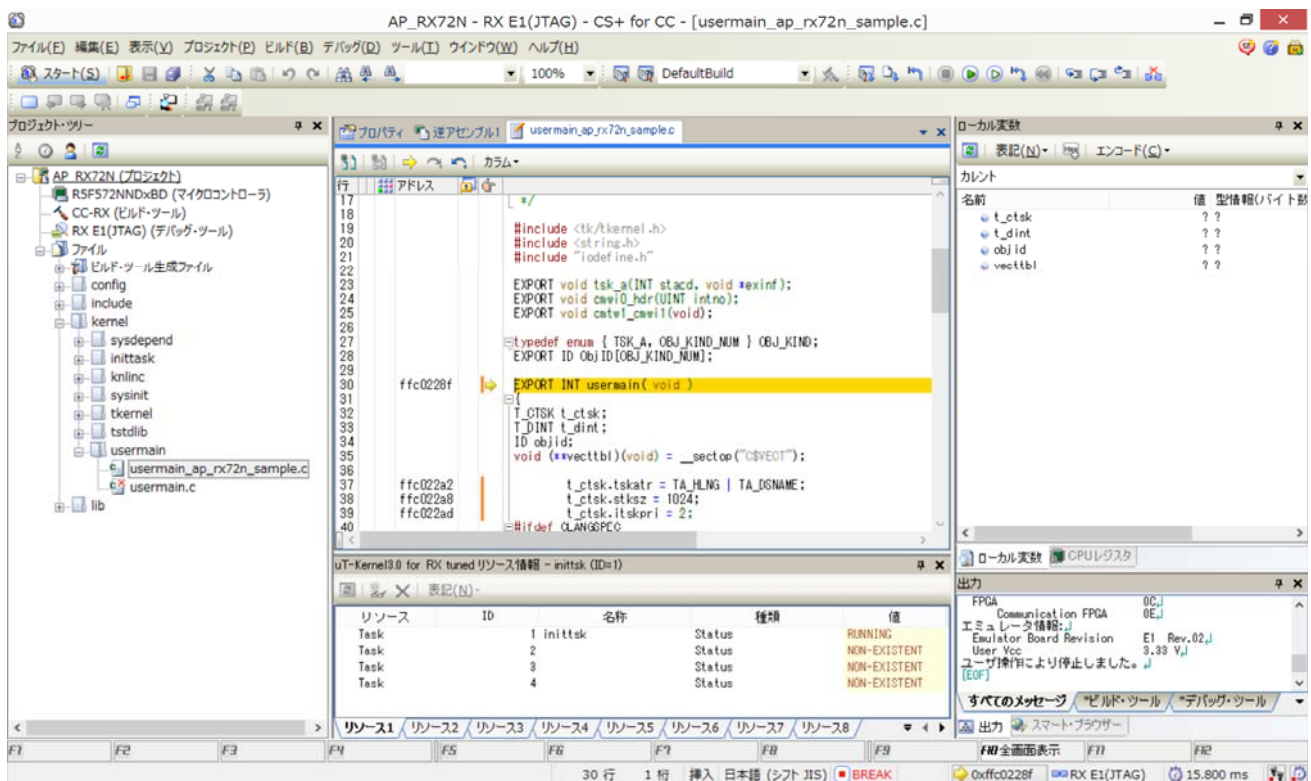 AP_RX72N - RX E1(JTAG) - CS+ for CC - [usermain_ap_rx72n_sample.c]
ファイル(F) 編集(E) 表示(V) プロジェクト(P) ビルド(B) デバッグ(D) ツール(T) ウインドウ(W) ヘルプ(H)
スタート(S) 100% DefaultBuild
プロジェクト・ツリー
AP_RX72N (プロジェクト)
R5F572NNDxBD (マイクロコントローラ)
CC-RX (ビルド・ツール)
RX E1(JTAG) (デバッグ・ツール)
ファイル
ビルド・ツール生成ファイル
config
include
kernel
sysdepend
inittask
knlinc
sysinit
tkernel
tstdlib
usermain
usermain_ap_rx72n_sample.c
usermain.c
lib
プロパティ 逆アセンブル1 usermain_ap_rx72n_sample.c
カラム
行 アドレス
17 */
18
19 #include <tk/tkernel.h>
20 #include <string.h>
21 #include "iodefine.h"
22
23 EXPORT void tsk_a(INT stacd, void *exinf);
24 EXPORT void cmwi0_hdr(UINT intno);
25 EXPORT void cmtw1_cmwi1(void);
26
27 typedef enum { TSK_A, OBJ_KIND_NUM } OBJ_KIND;
28 EXPORT ID ObjID[OBJ_KIND_NUM];
29
30 ffc0228f EXPORT INT usermain( void )
31 {
32 T_CTSK t_ctsk;
33 T_DINT t_dint;
34 ID objid;
35 void (**vecttbl)(void) = __sectop("C$VECT");
36
37 ffc022a2 t_ctsk.tskatr = TA_HLNG | TA_DSNAME;
38 ffc022a8 t_ctsk.stksz = 1024;
39 ffc022ad t_ctsk.itskpri = 2;
40 #ifdef CLANGSPEC
uT-Kernel3.0 for RX tuned リソース情報 - inittsk (ID=1)
表記(N)
リソース ID 名称 種類 値
Task 1 inittsk Status RUNNING
Task 2 Status NON-EXISTENT
Task 3 Status NON-EXISTENT
Task 4 Status NON-EXISTENT
リソース1 リソース2 リソース3 リソース4 リソース5 リソース6 リソース7 リソース8
ローカル変数
表記(N) Hex エンコード(C)
カレント
名前 値 型情報(バイト数
t_ctsk ? ?
t_dint ? ?
objid ? ?
vecttbl ? ?
ローカル変数 CPUレジスタ
出力
FPGA 0C
Communication FPGA 0E
エミュレータ情報:
Emulator Board Revision E1 Rev.02
User Vcc 3.33 V
ユーザ操作により停止しました。
[EOF]
すべてのメッセージ *ビルド・ツール *デバッグ・ツール
出力 スマート・ブラウザー
F1 F2 F3 F4 F5 F6 F7 F8 F9 F10 全画面表示 F11 F12
30 行 1 桁 挿入 日本語 (シフト JIS) BREAK 0xffc0228f RX E1(JTAG) 15.800 ms